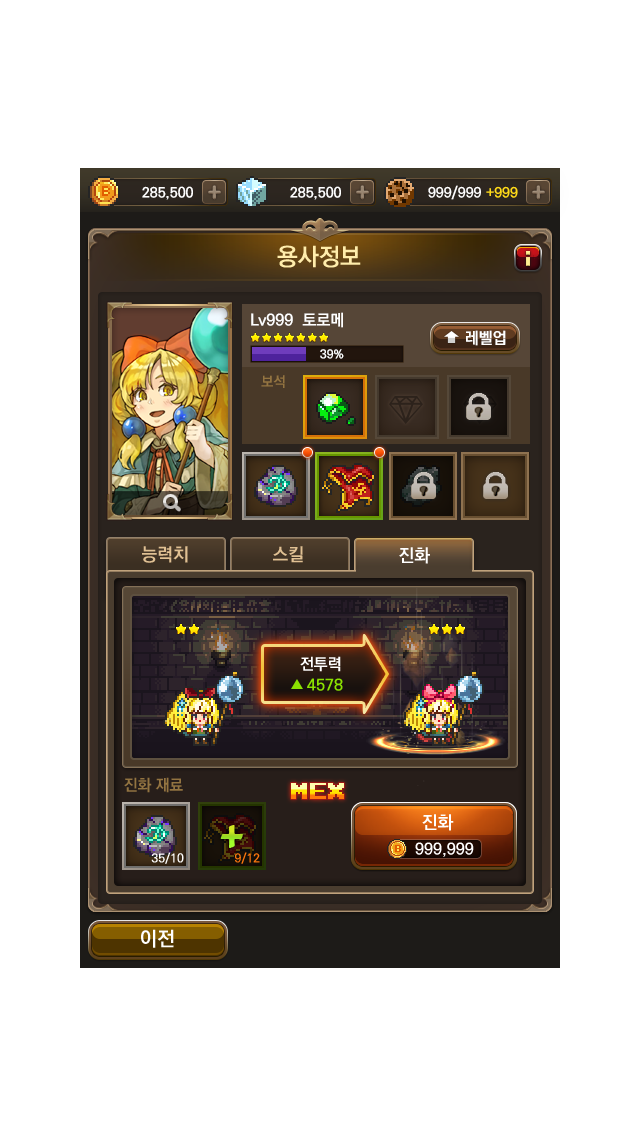 285,500
285,500
999/999 +999
용사정보
Lv999 토로메
39%
레벨업
보석
능력치
스킬
진화
전투력
▲ 4578
진화 재료
MEX
진화
35/10
9/12
999,999
이전